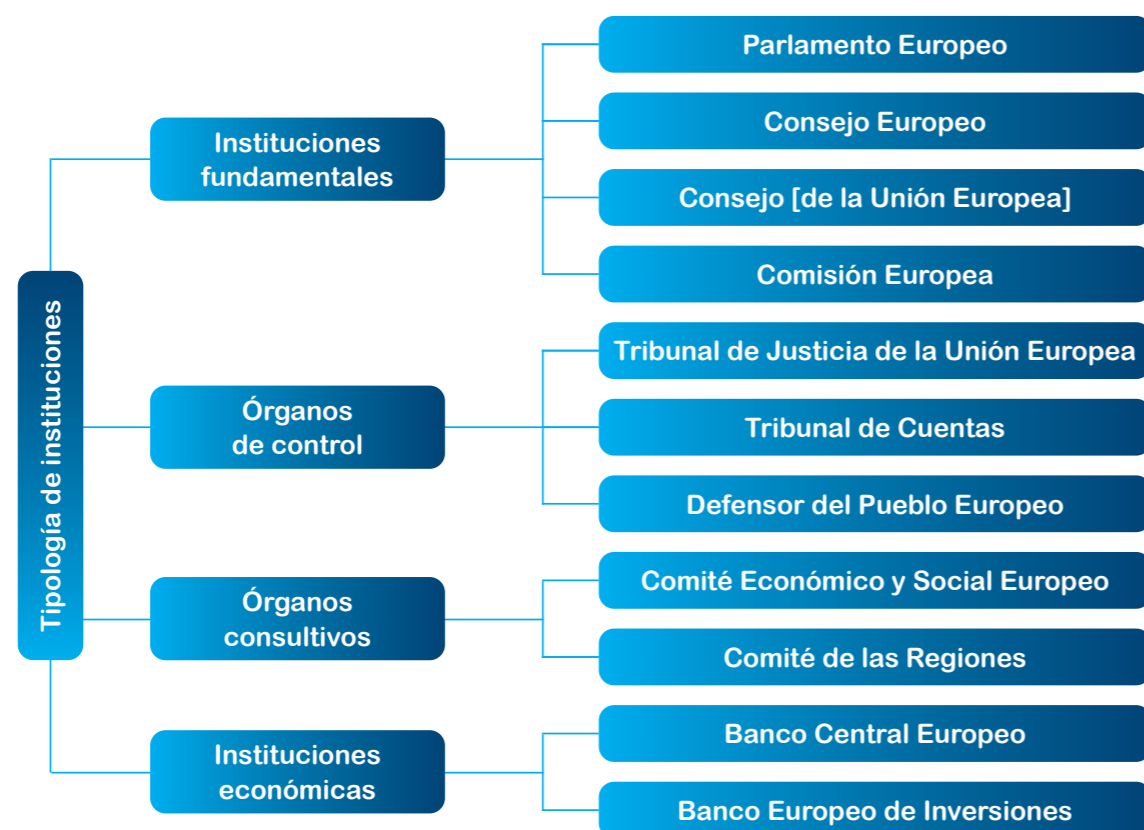 Tipología de instituciones
Instituciones
fundamentales
Parlamento Europeo
Consejo Europeo
Consejo [de la Unión Europea]
Comisión Europea
Órganos
de control
Tribunal de Justicia de la Unión Europea
Tribunal de Cuentas
Defensor del Pueblo Europeo
Órganos
consultivos
Comité Económico y Social Europeo
Comité de las Regiones
Instituciones
económicas
Banco Central Europeo
Banco Europeo de Inversiones